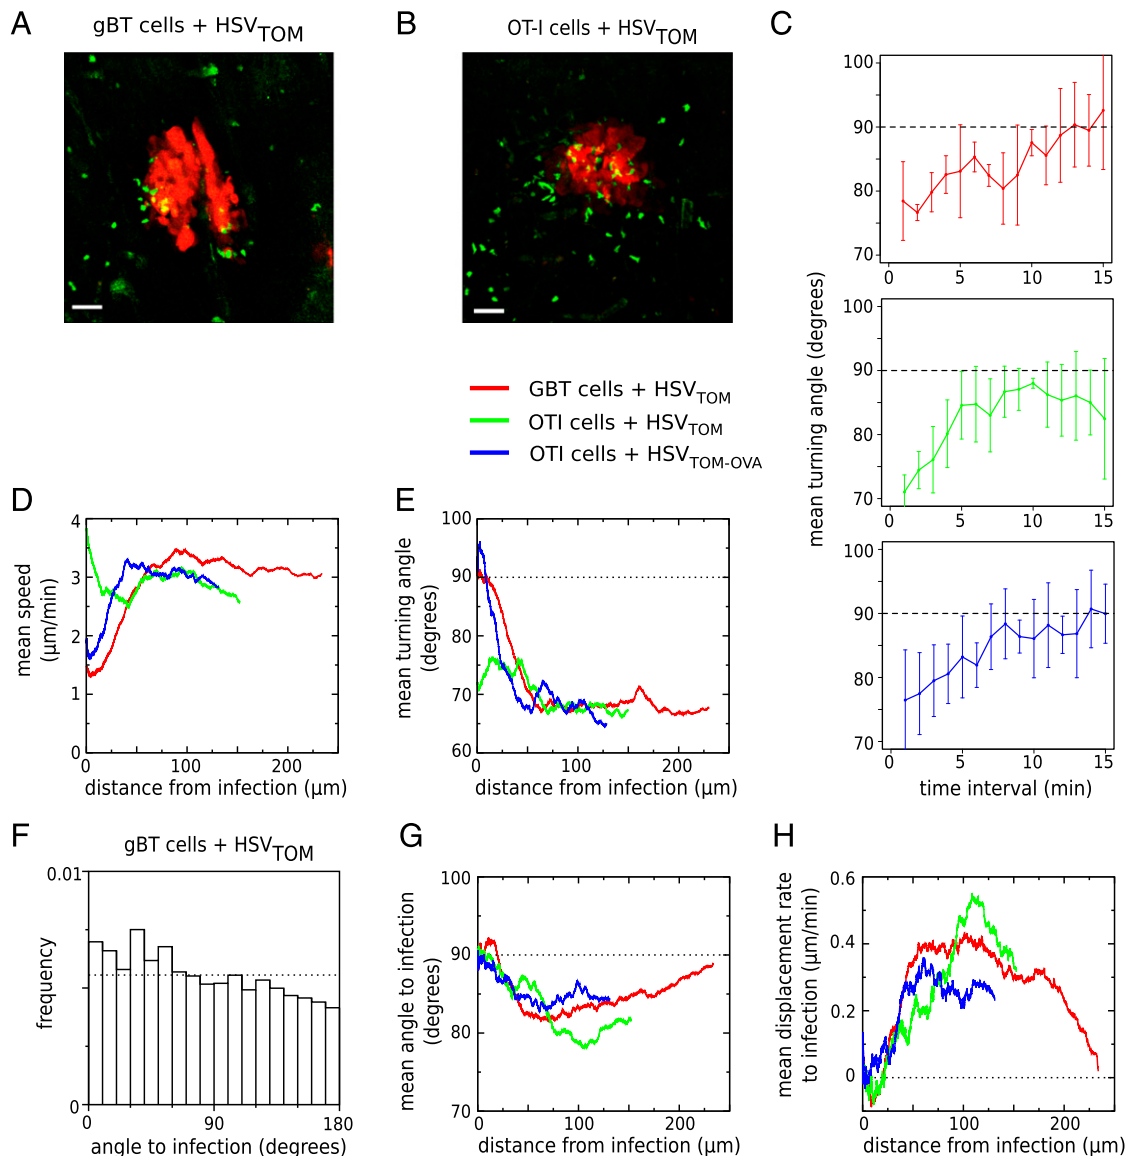 A
gBT cells + HSVTOM
B
OT-I cells + HSVTOM
C
100
90
80
70
0 5 10 15
100
90
80
70
0 5 10 15
100
90
80
70
0 5 10 15
mean turning angle (degrees)
time interval (min)
GBT cells + HSVTOM
OTI cells + HSVTOM
OTI cells + HSVTOM-OVA
D
mean speed
(μm/min)
4
3
2
1
0
0 100 200
distance from infection (μm)
E
mean turning angle
(degrees)
100
90
80
70
60
0 100 200
distance from infection (μm)
F
gBT cells + HSVTOM
frequency
0.01
0
0 90 180
angle to infection (degrees)
G
mean angle to infection
(degrees)
100
90
80
70
0 100 200
distance from infection (μm)
H
mean displacement rate
to infection (μm/min)
0.6
0.4
0.2
0
0 100 200
distance from infection (μm)